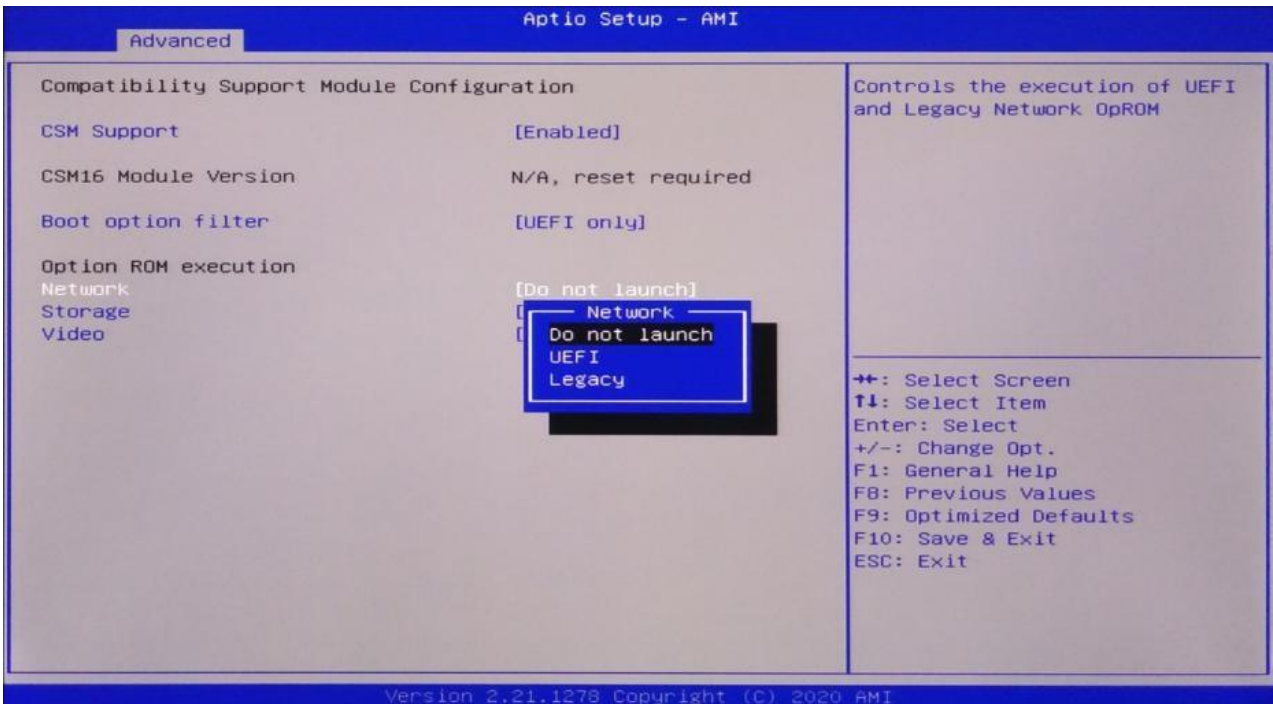 Aptio Setup - AMI
Advanced
Compatibility Support Module Configuration
CSM Support [Enabled]
CSM16 Module Version N/A, reset required
Boot option filter [UEFI only]
Option ROM execution
Network [Do not launch]
Storage [
Video [
Network
Do not launch
UEFI
Legacy
Controls the execution of UEFI
and Legacy Network OpROM
→←: Select Screen
↑↓: Select Item
Enter: Select
+/-: Change Opt.
F1: General Help
F8: Previous Values
F9: Optimized Defaults
F10: Save & Exit
ESC: Exit
Version 2.21.1278 Copyright (C) 2020 AMI